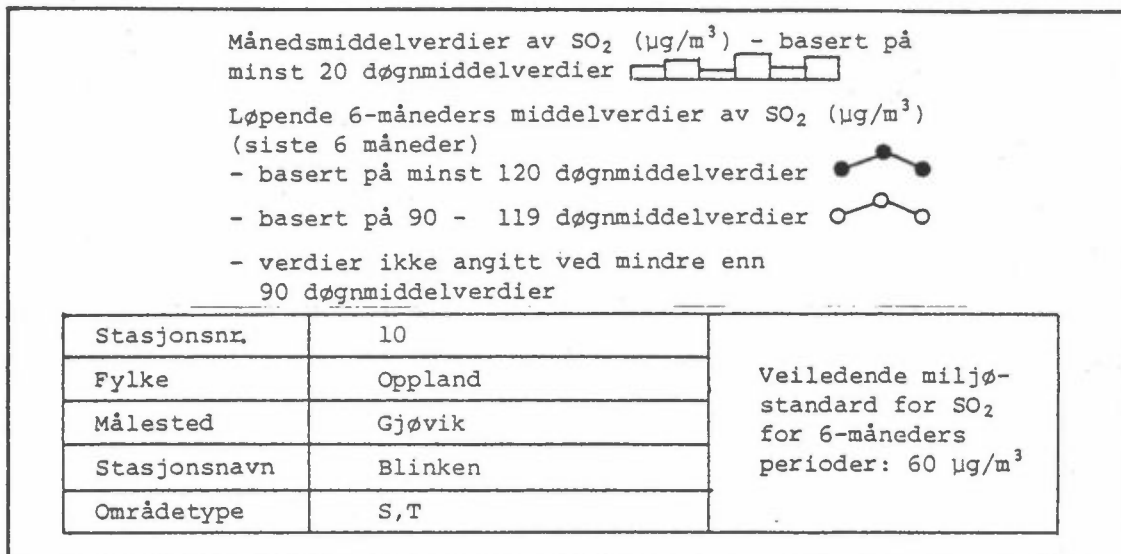 Månedsmiddelverdier av SO₂ (µg/m³) - basert på
minst 20 døgnmiddelverdier
Løpende 6-måneders middelverdier av SO₂ (µg/m³)
(siste 6 måneder)
- basert på minst 120 døgnmiddelverdier
- basert på 90 - 119 døgnmiddelverdier
- verdier ikke angitt ved mindre enn
90 døgnmiddelverdier
Stasjonsnr. 10
Fylke Oppland
Målested Gjøvik
Stasjonsnavn Blinken
Områdetype S,T
Veiledende miljø-
standard for SO₂
for 6-måneders
perioder: 60 µg/m³